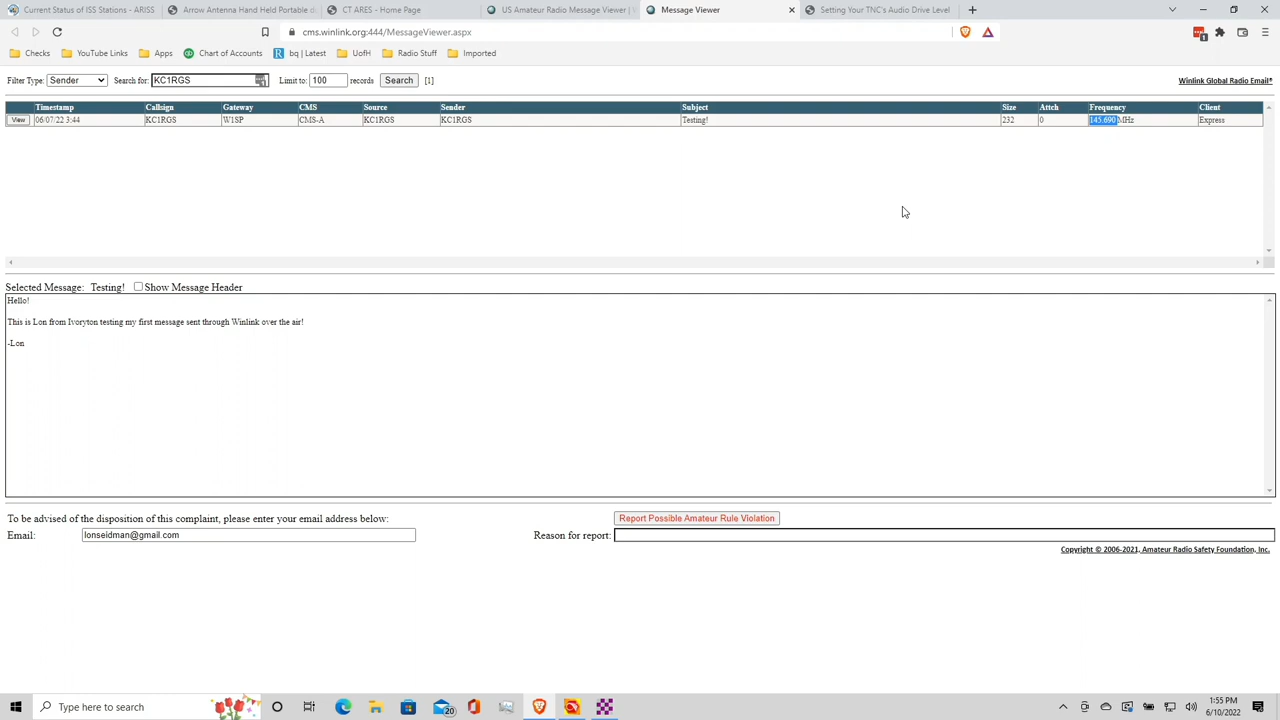 Current Status of ISS Stations - ARISS
Arrow Antenna Hand Held Portable d
CT ARES - Home Page
US Amateur Radio Message Viewer |
Message Viewer
Setting Your TNC's Audio Drive Level
cms.winlink.org:444/MessageViewer.aspx
Checks YouTube Links Apps Chart of Accounts bq | Latest UofH Radio Stuff Imported
Filter Type: Sender Search for: KC1RGS Limit to: 100 records Search [1] Winlink Global Radio Email®
Timestamp Callsign Gateway CMS Source Sender Subject Size Attch Frequency Client
View 06/07/22 3:44 KC1RGS W1SP CMS-A KC1RGS KC1RGS Testing! 232 0 145.690 MHz Express
Selected Message: Testing! Show Message Header
Hello!
This is Lon from Ivoryton testing my first message sent through Winlink over the air!
-Lon
To be advised of the disposition of this complaint, please enter your email address below:
Report Possible Amateur Rule Violation
Email: lonseidman@gmail.com Reason for report:
Copyright © 2006-2021, Amateur Radio Safety Foundation, Inc.
Type here to search
20
1:55 PM
6/10/2022